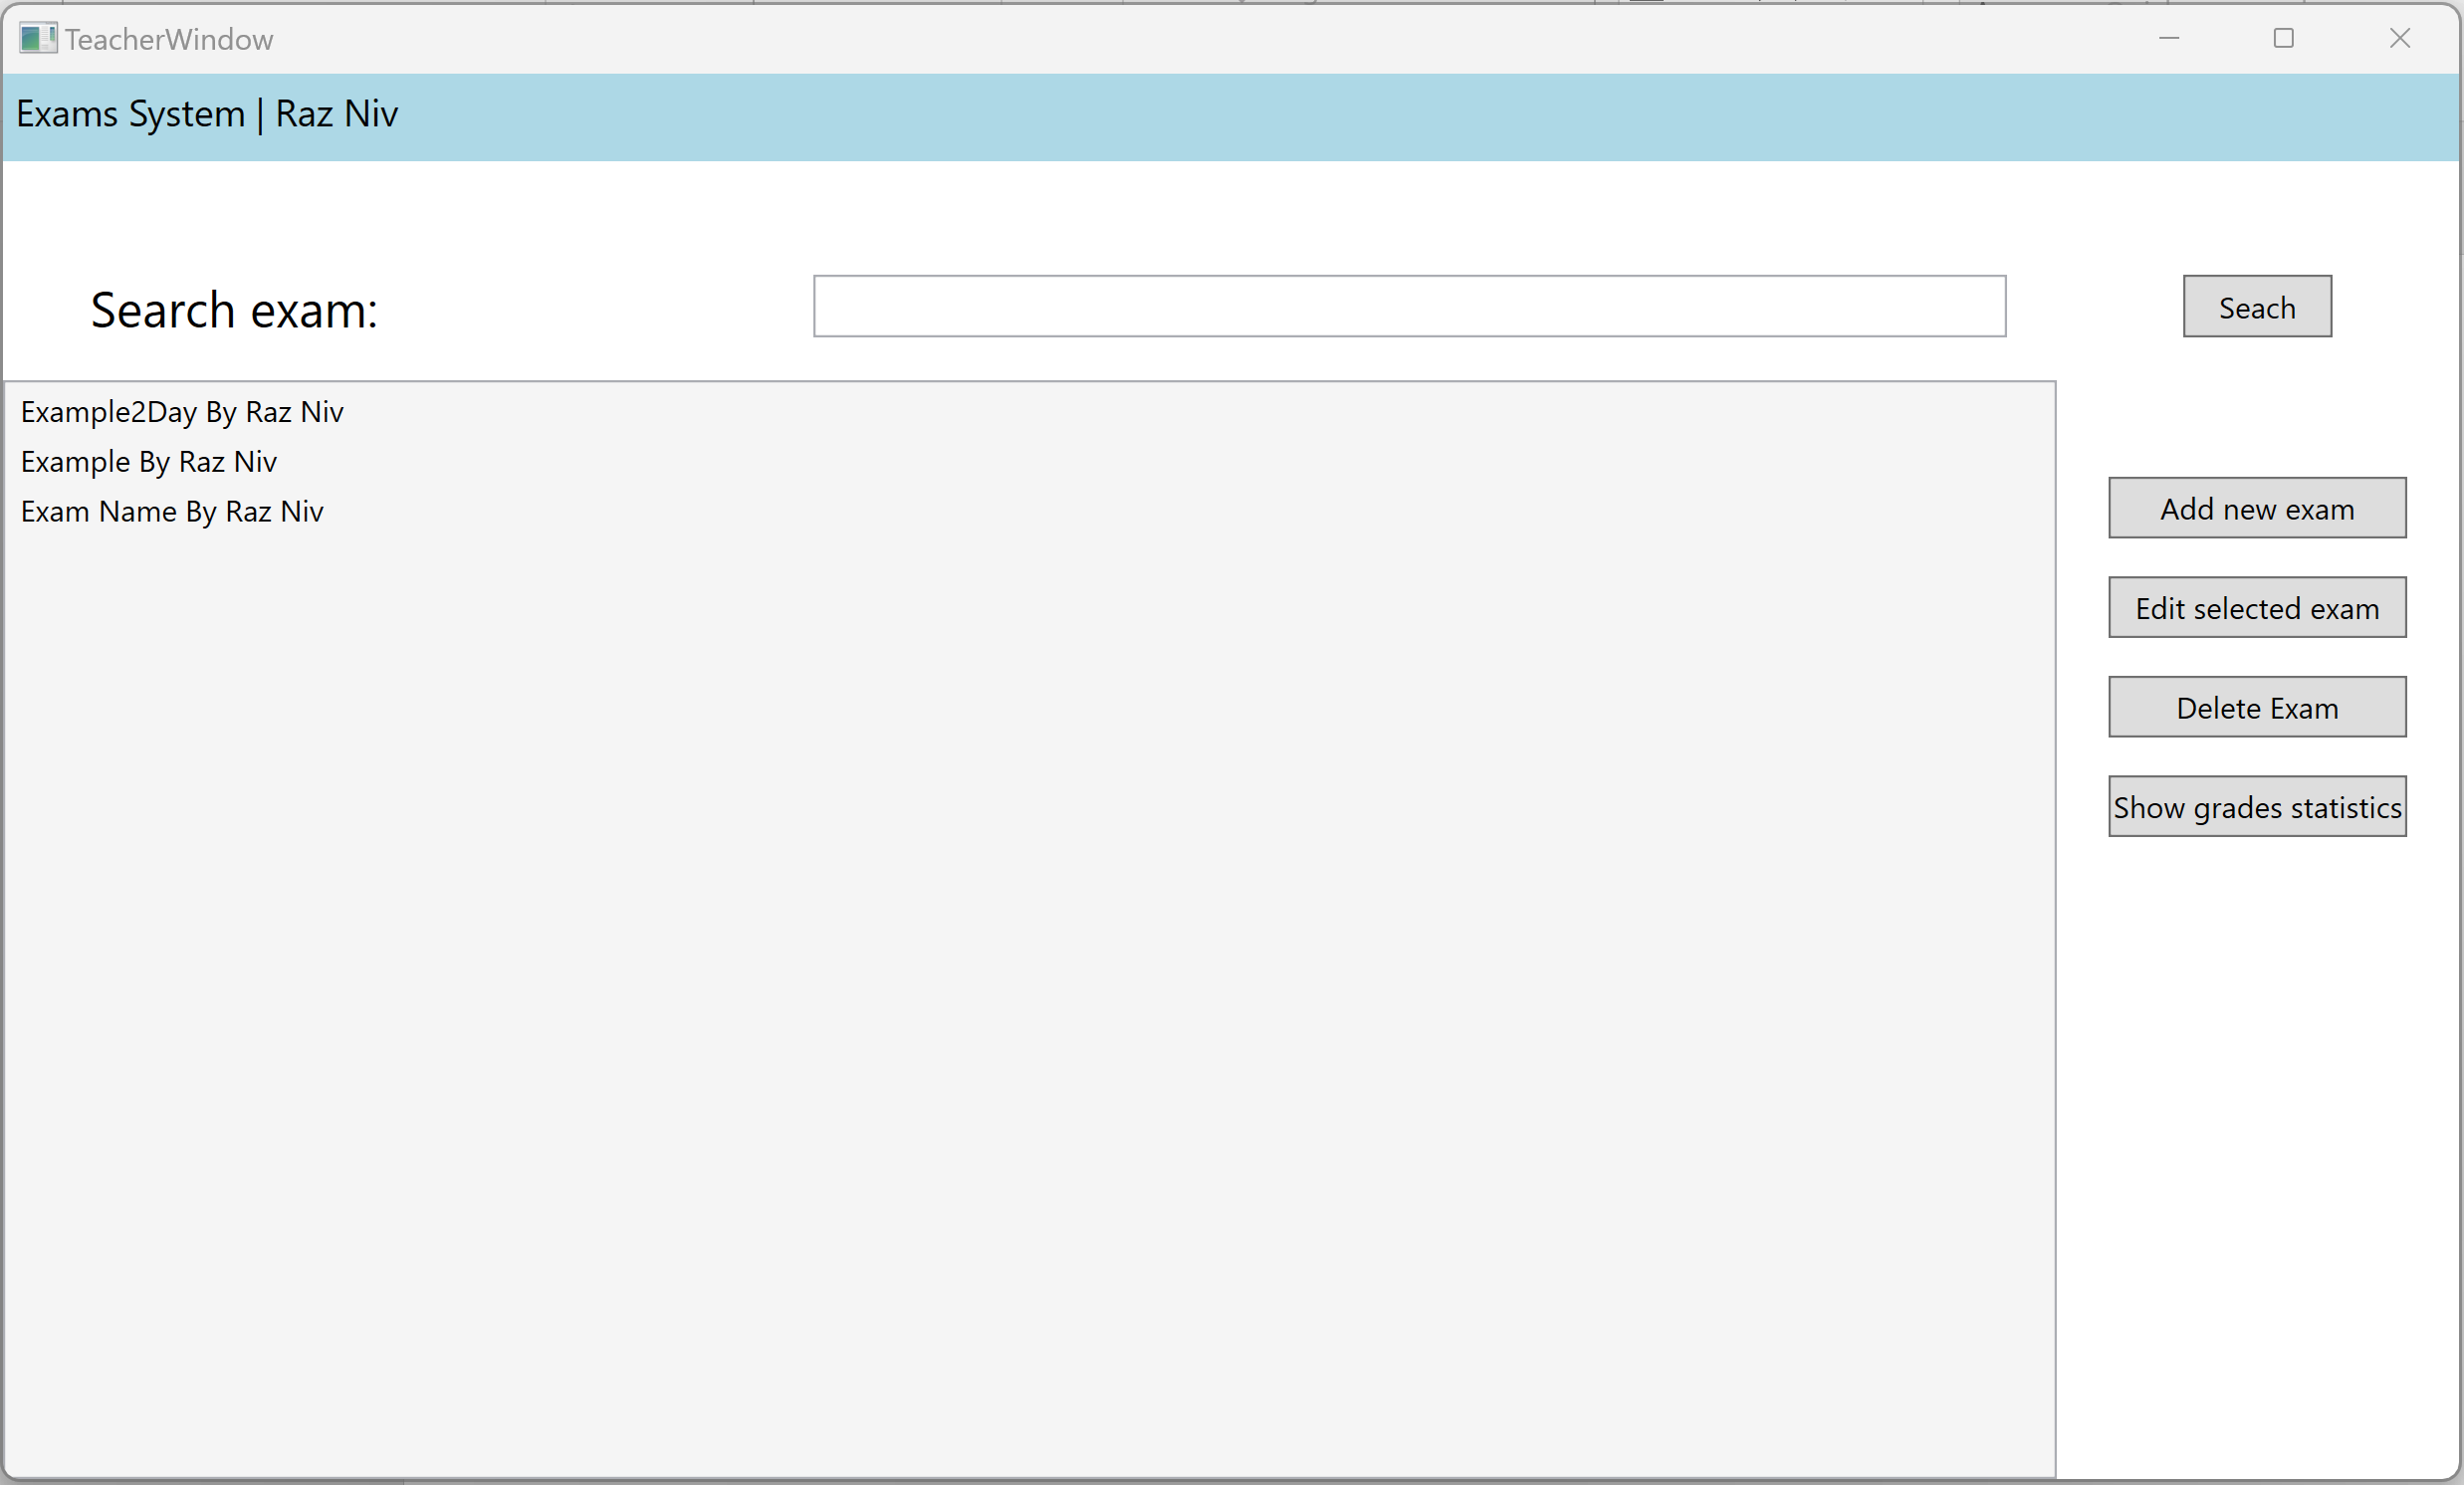 TeacherWindow
Exams System | Raz Niv
Search exam:
Seach
Example2Day By Raz Niv
Example By Raz Niv
Exam Name By Raz Niv
Add new exam
Edit selected exam
Delete Exam
Show grades statistics